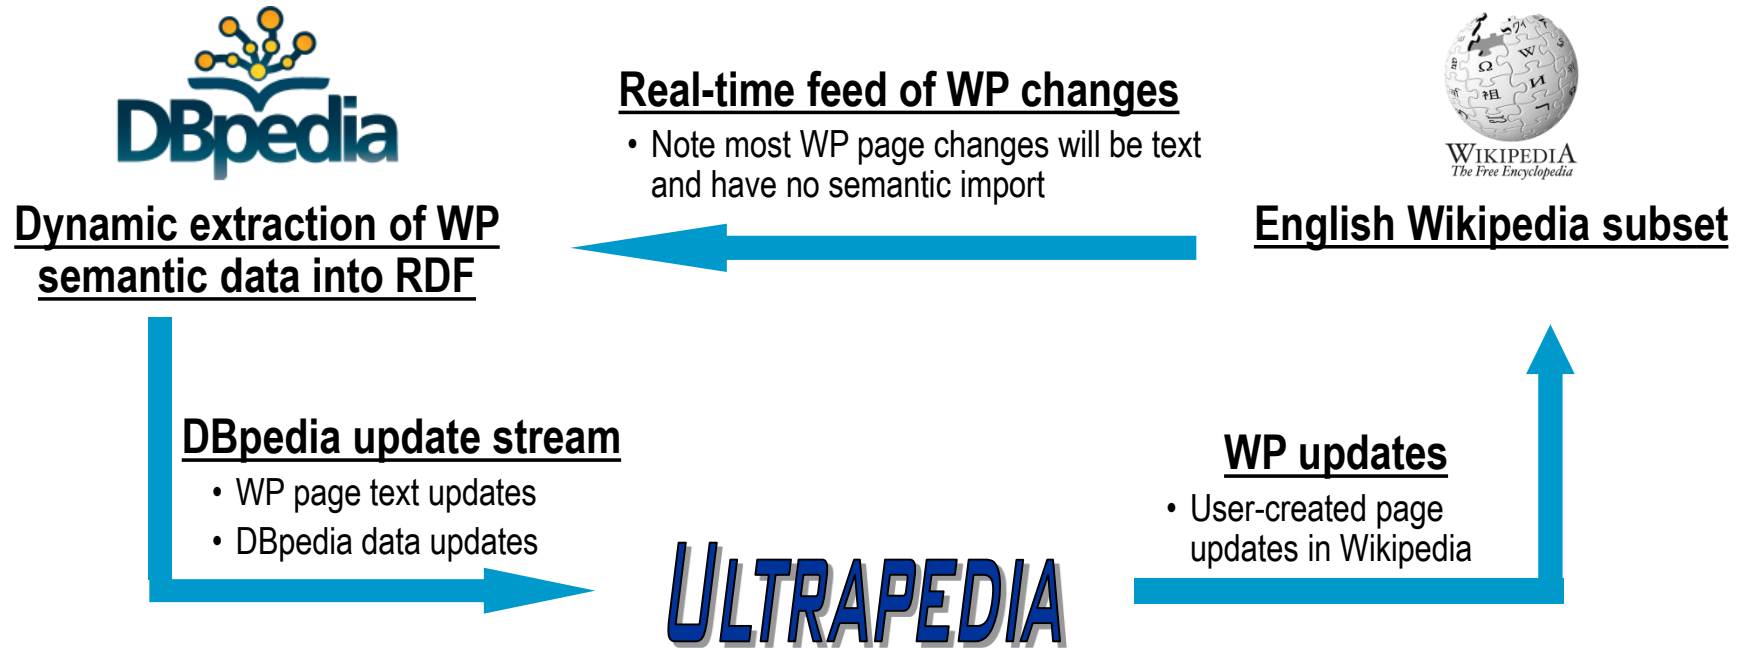 DBpedia
Dynamic extraction of WP
semantic data into RDF
Real-time feed of WP changes
• Note most WP page changes will be text
and have no semantic import
WIKIPEDIA
The Free Encyclopedia
English Wikipedia subset
DBpedia update stream
• WP page text updates
• DBpedia data updates
ULTRAPEDIA
WP updates
• User-created page
updates in Wikipedia